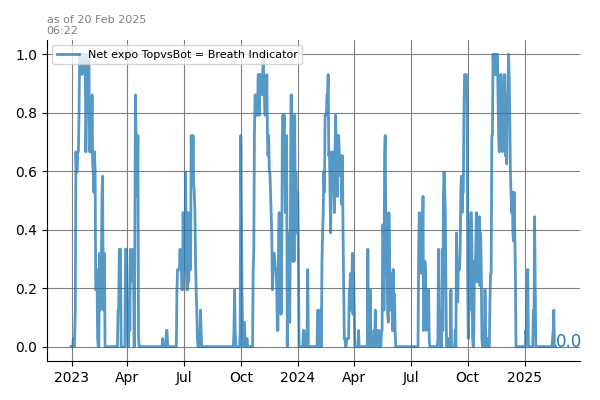 as of 20 Feb 2025
06:22
Net expo TopvsBot = Breath Indicator
1.0
0.8
0.6
0.4
0.2
0.0
0.0
2023
Apr
Jul
Oct
2024
Apr
Jul
Oct
2025